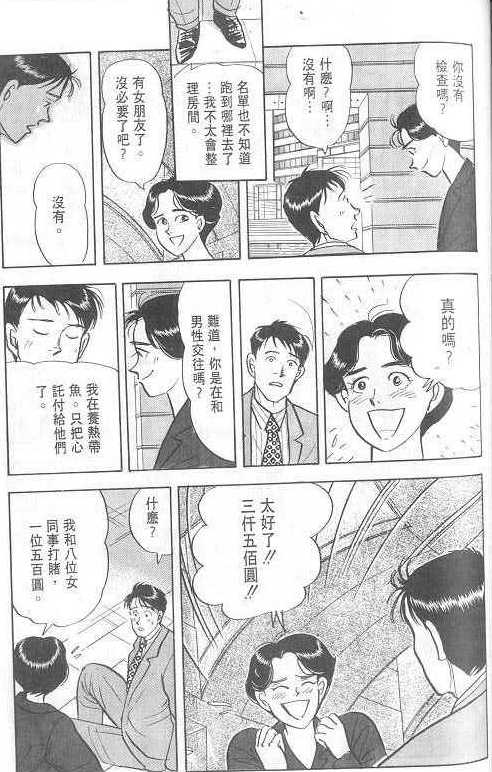 你沒有
檢查嗎？
什麼？啊…
沒有啊…
名單也不知道
跑到哪裡去了
…我不太會整
理房間。
有女朋友了。
沒必要了吧？
沒有。
真的嗎？
難道，你是在和
男性交往嗎？
我在養熱帶
魚。只把心
託付給他們
了。
太好了!!
三仟五佰圓!!
什麼？
我和八位女
同事打賭，
一位五百圓。